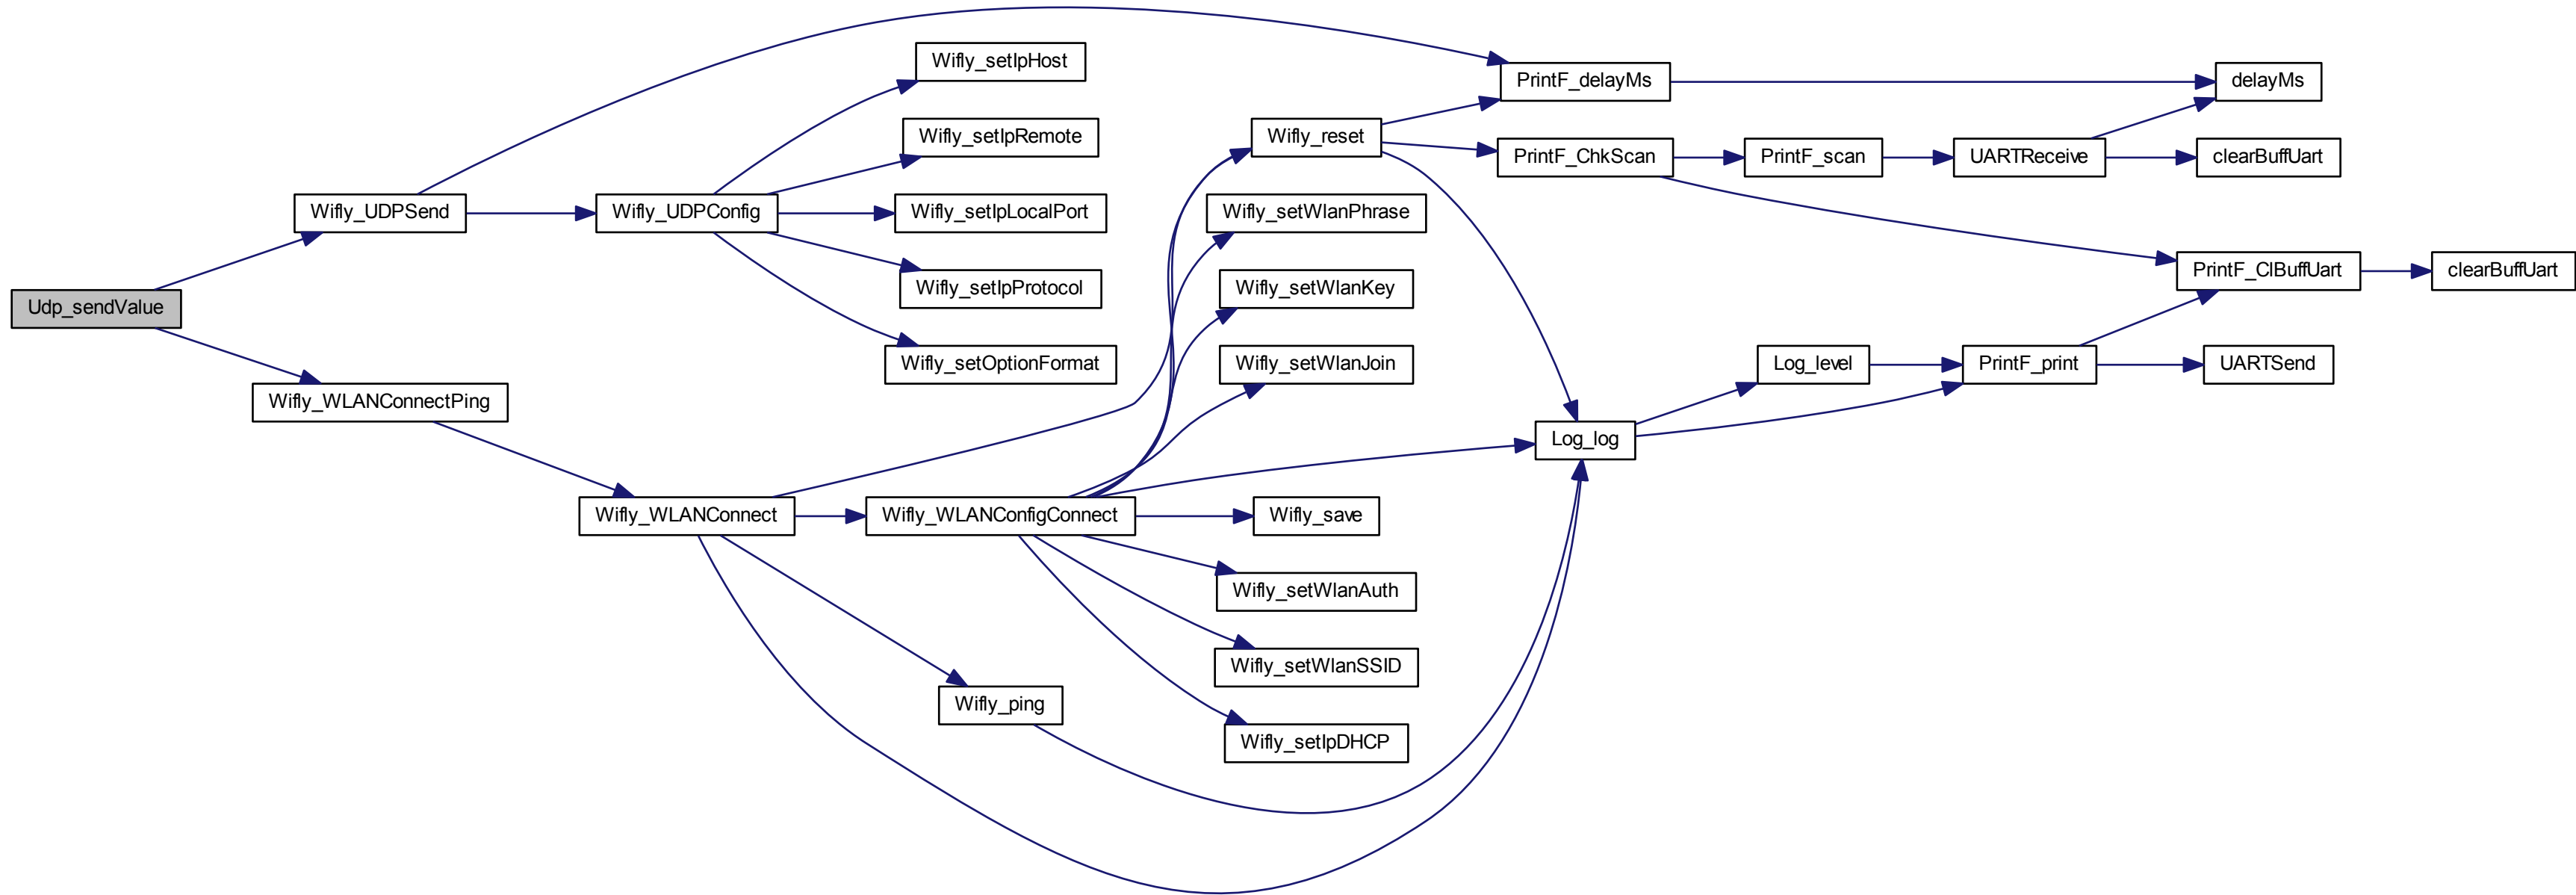 Udp_sendValue
Wifly_UDPSend
Wifly_WLANConnectPing
Wifly_UDPConfig
Wifly_WLANConnect
Wifly_setIpHost
Wifly_setIpRemote
Wifly_setIpLocalPort
Wifly_setIpProtocol
Wifly_setOptionFormat
Wifly_WLANConfigConnect
Wifly_ping
Wifly_reset
Wifly_setWlanPhrase
Wifly_setWlanKey
Wifly_setWlanJoin
Wifly_save
Wifly_setWlanAuth
Wifly_setWlanSSID
Wifly_setIpDHCP
PrintF_delayMs
PrintF_ChkScan
Log_log
PrintF_scan
Log_level
UARTReceive
PrintF_print
delayMs
clearBuffUart
PrintF_ClBuffUart
UARTSend
clearBuffUart